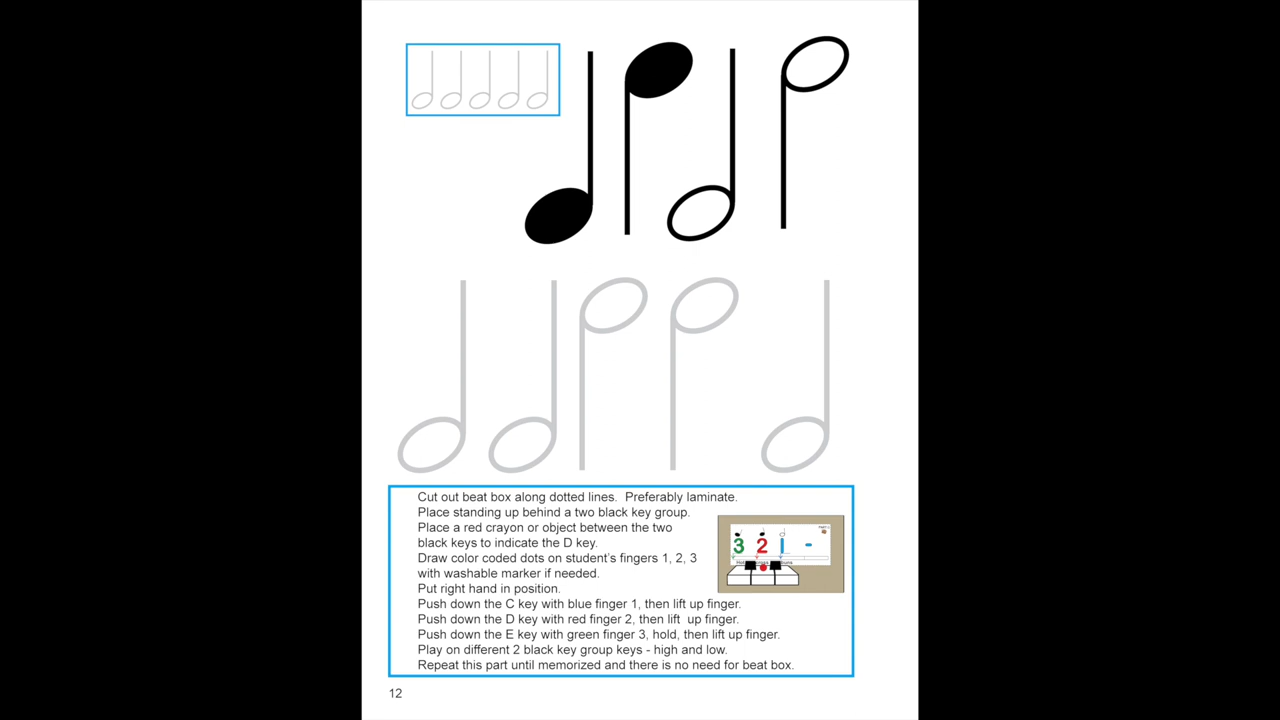 Cut out beat box along dotted lines.  Preferably laminate.
Place standing up behind a two black key group.
Place a red crayon or object between the two
black keys to indicate the D key.
Draw color coded dots on student's fingers 1, 2, 3
with washable marker if needed.
Put right hand in position.
Push down the C key with blue finger 1, then lift up finger.
Push down the D key with red finger 2, then lift  up finger.
Push down the E key with green finger 3, hold, then lift up finger.
Play on different 2 black key group keys - high and low.
Repeat this part until memorized and there is no need for beat box.
3 2 1 -
12